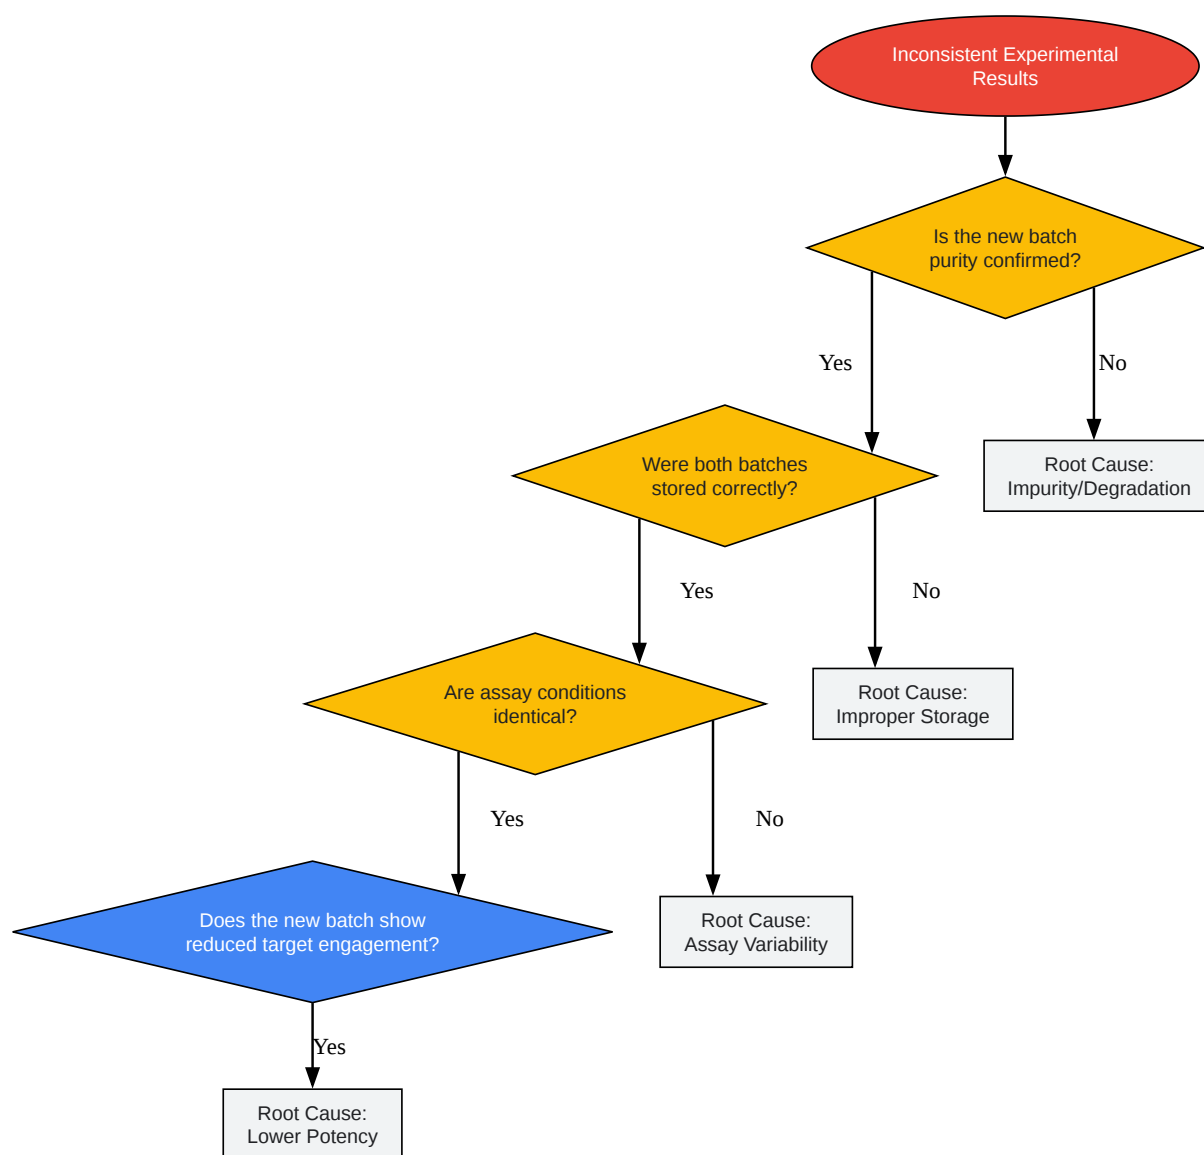 Inconsistent Experimental
Results
Is the new batch
purity confirmed?
Yes
No
Were both batches
stored correctly?
Root Cause:
Impurity/Degradation
Yes
No
Are assay conditions
identical?
Root Cause:
Improper Storage
Yes
No
Does the new batch show
reduced target engagement?
Root Cause:
Assay Variability
Yes
Root Cause:
Lower Potency